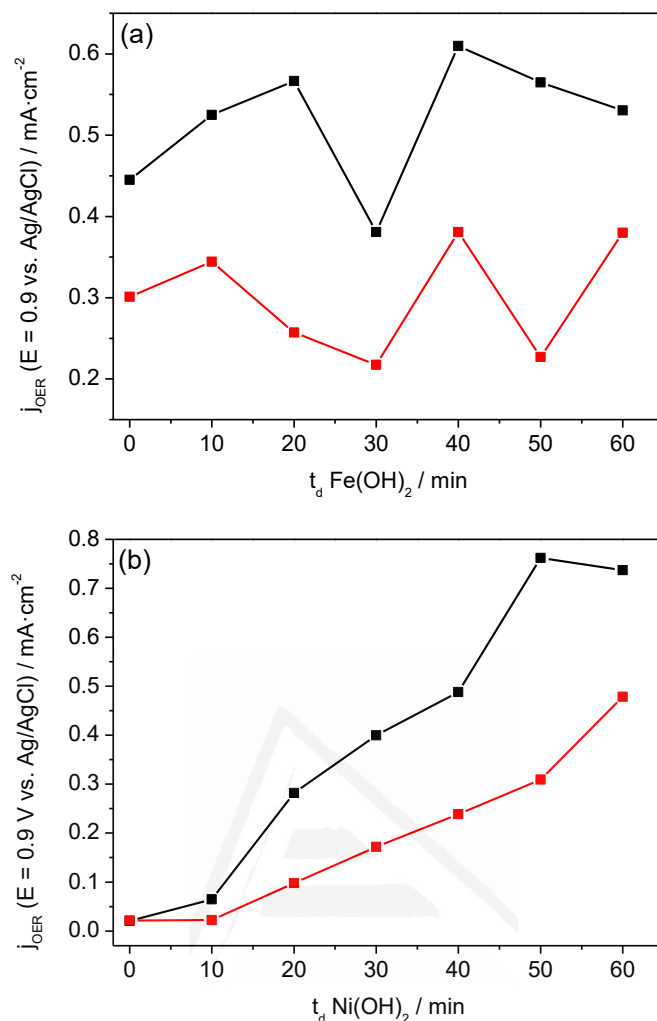 (a)
0.6
0.5
0.4
0.3
0.2
j_OER (E = 0.9 vs. Ag/AgCl) / mA·cm⁻²
0 10 20 30 40 50 60
t_d Fe(OH)₂ / min
(b)
0.8
0.7
0.6
0.5
0.4
0.3
0.2
0.1
0.0
j_OER (E = 0.9 V vs. Ag/AgCl) / mA·cm⁻²
0 10 20 30 40 50 60
t_d Ni(OH)₂ / min